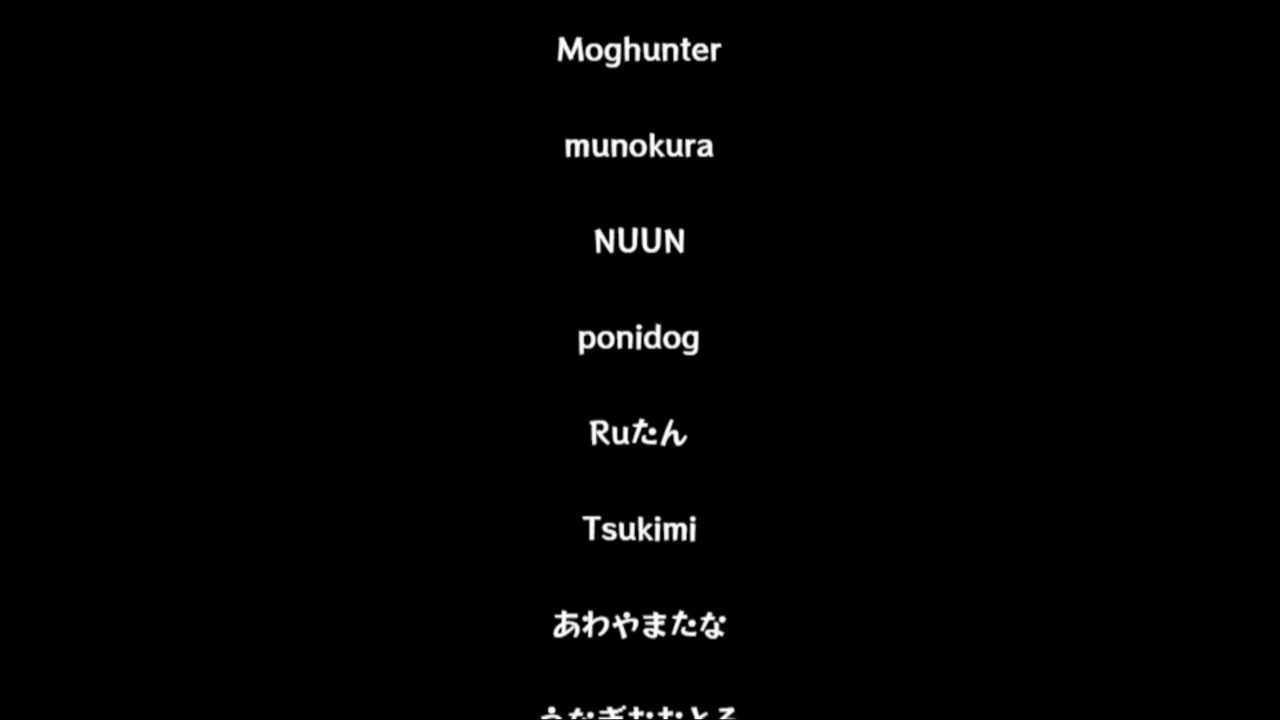 Moghunter
munokura
NUUN
ponidog
Ruたん
Tsukimi
あわやまたな